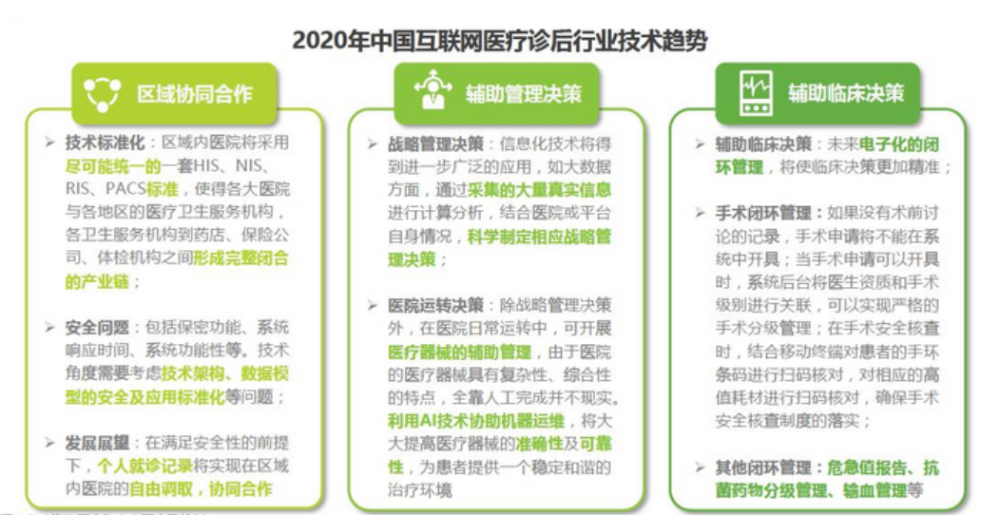 2020年中国互联网医疗诊后行业技术趋势
区域协同合作
➢ 技术标准化：区域内医院将采用
尽可能统一的一套HIS、NIS、
RIS、PACS标准，使得各大医院
与各地区的医疗卫生服务机构，
各卫生服务机构到药店、保险公
司、体检机构之间形成完整闭合
的产业链；
➢ 安全问题：包括保密功能、系统
响应时间、系统功能性等。技术
角度需要考虑技术架构、数据模
型的安全及应用标准化等问题；
➢ 发展展望：在满足安全性的前提
下，个人就诊记录将实现在区域
内医院的自由调取，协同合作
辅助管理决策
➢ 战略管理决策：信息化技术将得
到进一步广泛的应用，如大数据
方面，通过采集的大量真实信息
进行计算分析，结合医院或平台
自身情况，科学制定相应战略管
理决策；
➢ 医院运转决策：除战略管理决策
外，在医院日常运转中，可开展
医疗器械的辅助管理，由于医院
的医疗器械具有复杂性、综合性
的特点，全靠人工完成并不现实。
利用AI技术协助机器运维，将大
大提高医疗器械的准确性及可靠
性，为患者提供一个稳定和谐的
治疗环境
辅助临床决策
➢ 辅助临床决策：未来电子化的闭
环管理，将使临床决策更加精准；
➢ 手术闭环管理：如果没有术前讨
论的记录，手术申请将不能在系
统中开具；当手术申请可以开具
时，系统后台将医生资质和手术
级别进行关联，可以实现严格的
手术分级管理；在手术安全核查
时，结合移动终端对患者的手环
条码进行扫码核对，对相应的高
值耗材进行扫码核对，确保手术
安全核查制度的落实；
➢ 其他闭环管理：危急值报告、抗
菌药物分级管理、输血管理等